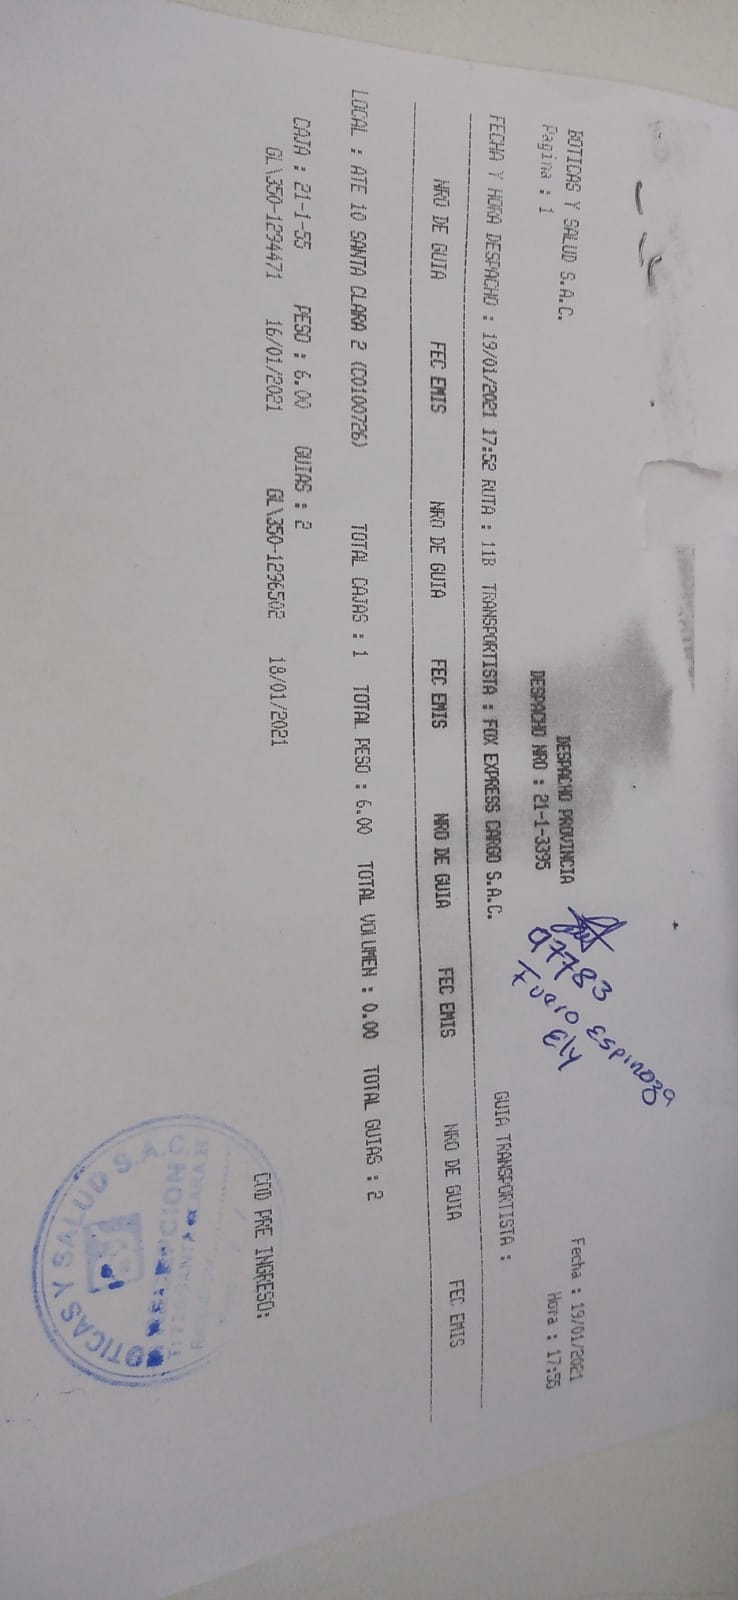 BOTICAS Y SALUD S.A.C.
Pagina : 1
DESPACHO PROVINCIA
DESPACHO NRO : 21-1-3395
Fecha : 19/01/2021
Hora : 17:55
97783
Espinoza
Ely
FECHA Y HORA DESPACHO : 19/01/2021 17:52 RUTA : 11B TRANSPORTISTA : FOX EXPRESS CARGO S.A.C. GUIA TRANSPORTISTA :
NRO DE GUIA FEC EMIS NRO DE GUIA FEC EMIS NRO DE GUIA FEC EMIS NRO DE GUIA FEC EMIS
LOCAL : ATE 10 SANTA CLARA 2 (C0100726) TOTAL CAJAS : 1 TOTAL PESO : 6.00 TOTAL VOLUMEN : 0.00 TOTAL GUIAS : 2
CAJA : 21-1-55 PESO : 6.00 GUIAS : 2
GL\350-1294471 16/01/2021 GL\350-1296502 18/01/2021
COD PRE INGRESO:
BOTICAS Y SALUD S.A.C.